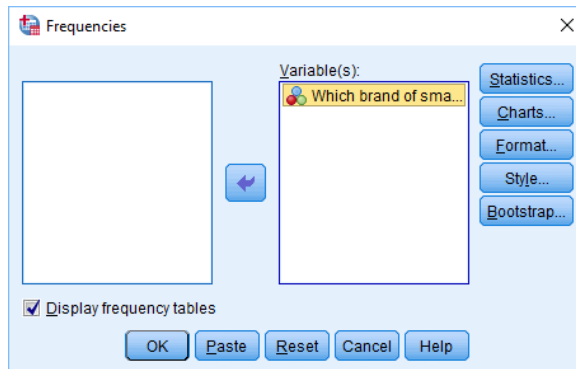 Frequencies
Variable(s):
Which brand of sma...
Statistics...
Charts...
Format...
Style...
Bootstrap...
Display frequency tables
OK
Paste
Reset
Cancel
Help